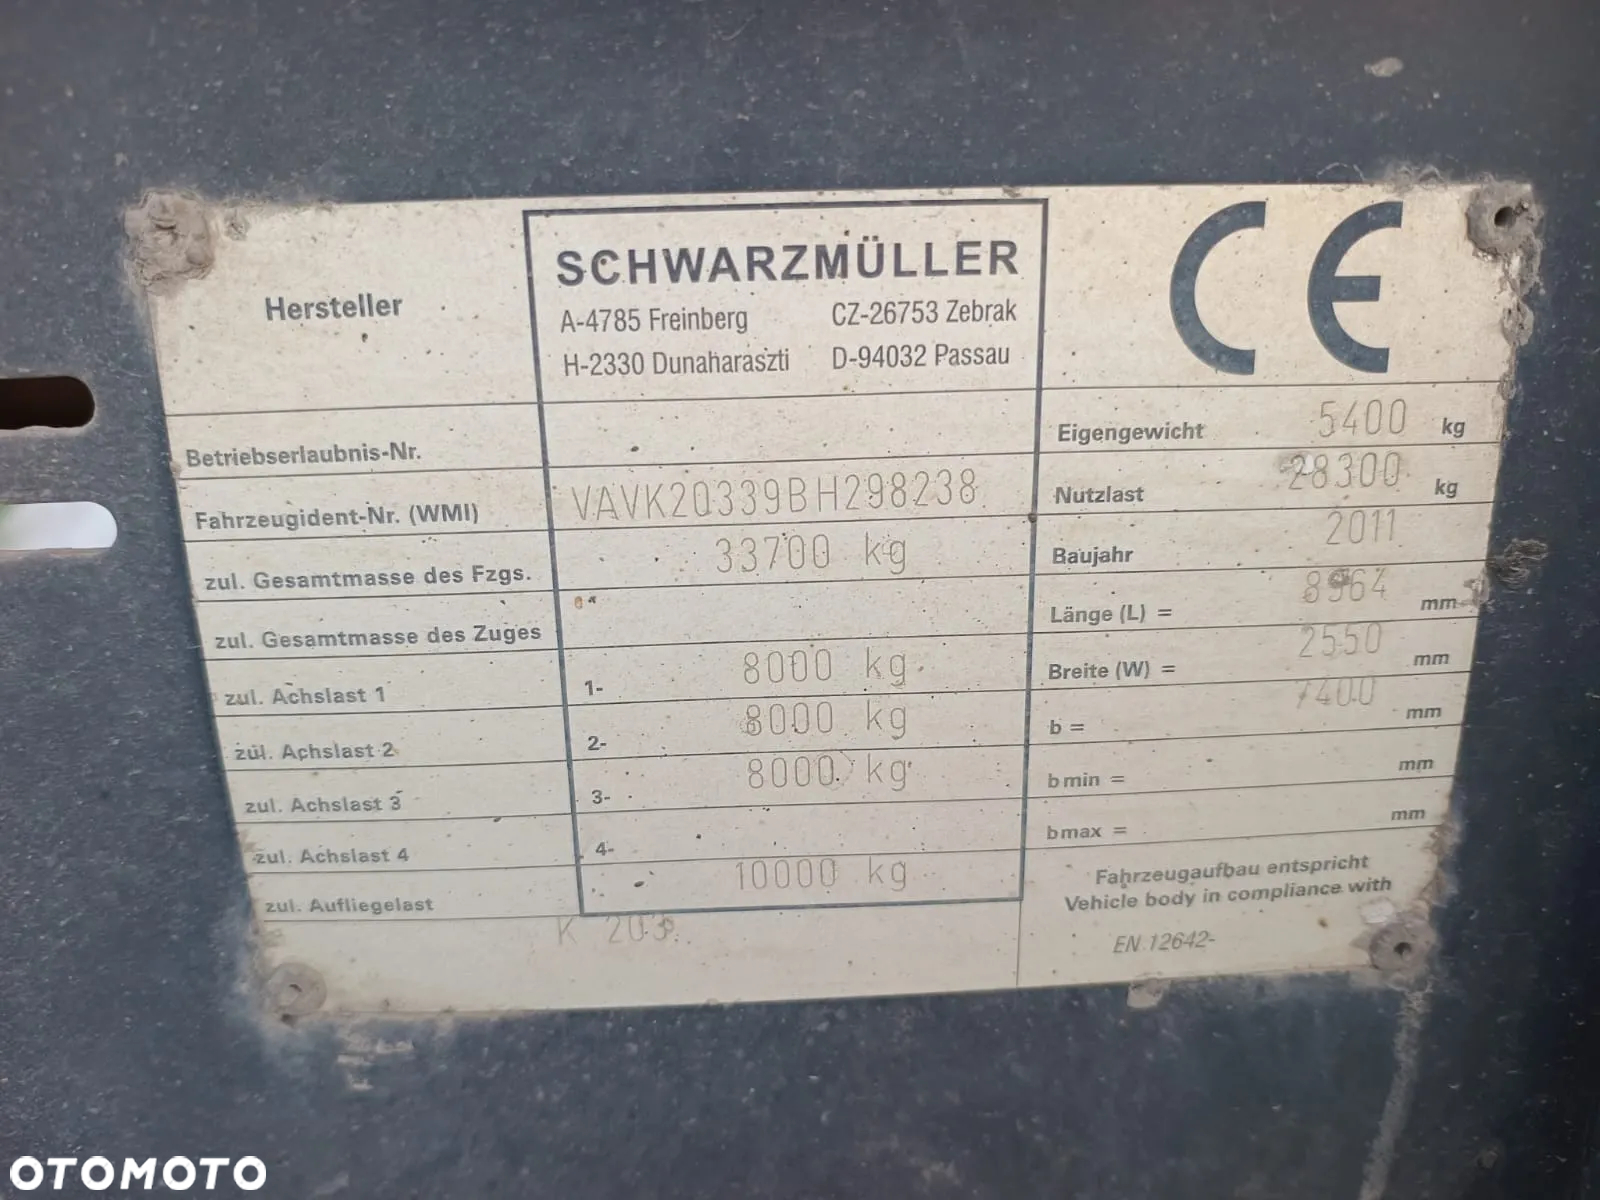 Hersteller
SCHWARZMÜLLER
A-4785 Freinberg CZ-26753 Zebrak
H-2330 Dunaharaszti D-94032 Passau
CE
Betriebserlaubnis-Nr.
Fahrzeugident-Nr. (WMI) VAVK20339BH298238
zul. Gesamtmasse des Fzgs. 33700 kg
zul. Gesamtmasse des Zuges
zul. Achslast 1 1- 8000 kg
zul. Achslast 2 2- 8000 kg
zul. Achslast 3 3- 8000 kg
zul. Achslast 4 4-
zul. Aufliegelast 10000 kg
K 203
Eigengewicht 5400 kg
Nutzlast 28300 kg
Baujahr 2011
Länge (L) = 8964 mm
Breite (W) = 2550 mm
b = 7400 mm
b min = mm
bmax = mm
Fahrzeugaufbau entspricht
Vehicle body in compliance with
EN 12642-
OTOMOTO